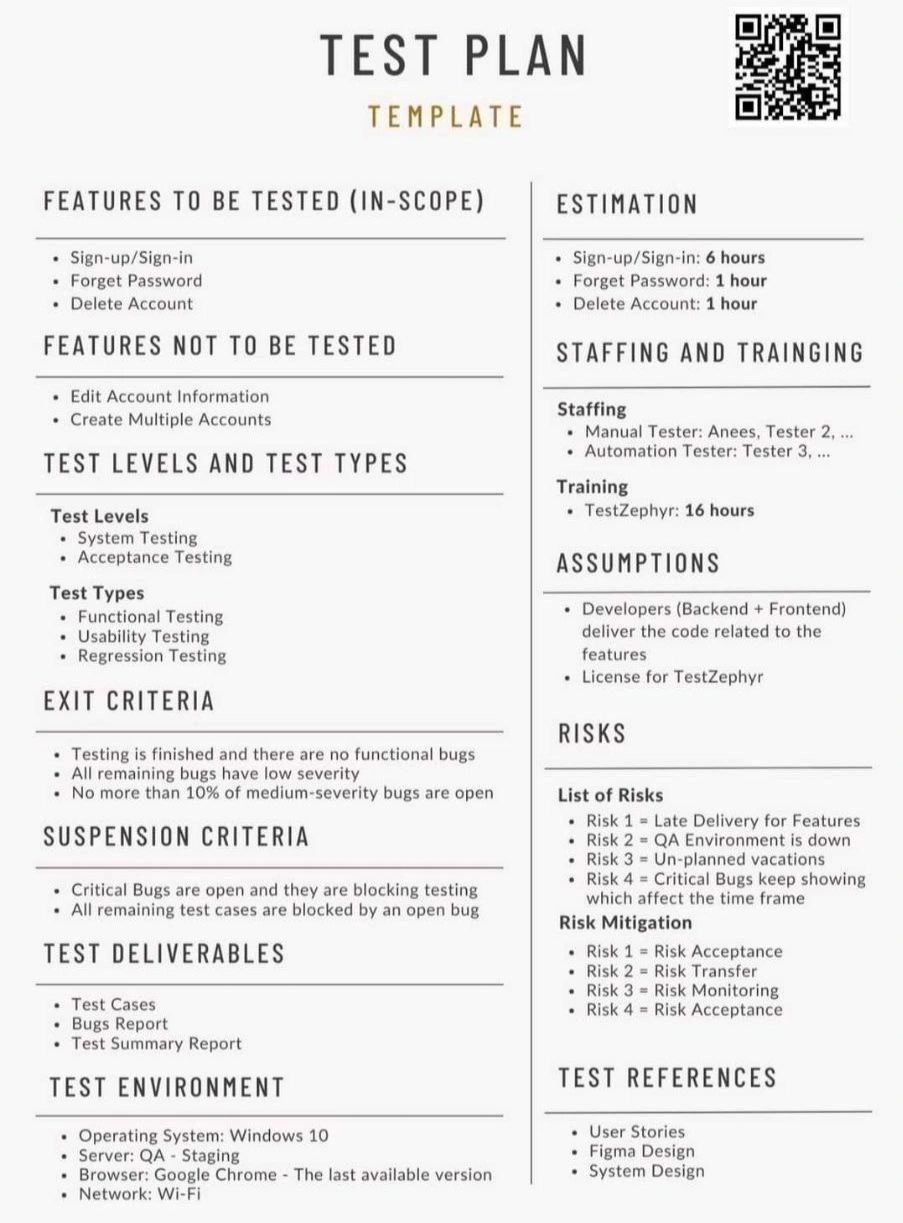 TEST PLAN
TEMPLATE
FEATURES TO BE TESTED (IN-SCOPE)
• Sign-up/Sign-in
• Forget Password
• Delete Account
FEATURES NOT TO BE TESTED
• Edit Account Information
• Create Multiple Accounts
TEST LEVELS AND TEST TYPES
Test Levels
• System Testing
• Acceptance Testing
Test Types
• Functional Testing
• Usability Testing
• Regression Testing
EXIT CRITERIA
• Testing is finished and there are no functional bugs
• All remaining bugs have low severity
• No more than 10% of medium-severity bugs are open
SUSPENSION CRITERIA
• Critical Bugs are open and they are blocking testing
• All remaining test cases are blocked by an open bug
TEST DELIVERABLES
• Test Cases
• Bugs Report
• Test Summary Report
TEST ENVIRONMENT
• Operating System: Windows 10
• Server: QA - Staging
• Browser: Google Chrome - The last available version
• Network: Wi-Fi
ESTIMATION
• Sign-up/Sign-in: 6 hours
• Forget Password: 1 hour
• Delete Account: 1 hour
STAFFING AND TRAINGING
Staffing
• Manual Tester: Anees, Tester 2, ...
• Automation Tester: Tester 3, ...
Training
• TestZephyr: 16 hours
ASSUMPTIONS
• Developers (Backend + Frontend)
deliver the code related to the
features
• License for TestZephyr
RISKS
List of Risks
• Risk 1 = Late Delivery for Features
• Risk 2 = QA Environment is down
• Risk 3 = Un-planned vacations
• Risk 4 = Critical Bugs keep showing
which affect the time frame
Risk Mitigation
• Risk 1 = Risk Acceptance
• Risk 2 = Risk Transfer
• Risk 3 = Risk Monitoring
• Risk 4 = Risk Acceptance
TEST REFERENCES
• User Stories
• Figma Design
• System Design